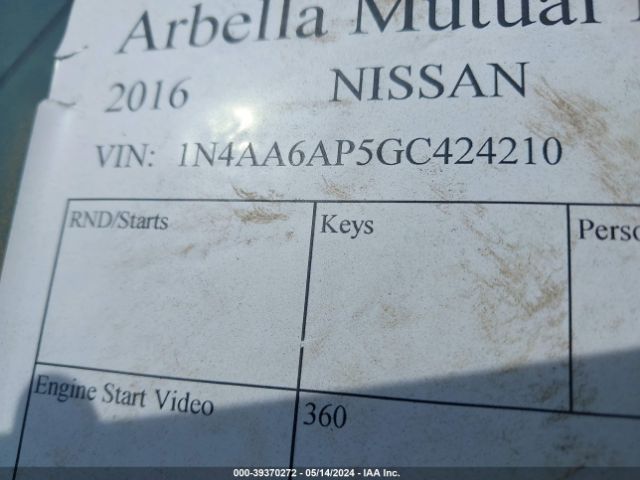 Arbella Mutual
2016 NISSAN
VIN: 1N4AA6AP5GC424210
RND/Starts Keys
Engine Start Video 360
000-39370272 - 05/14/2024 - IAA Inc.